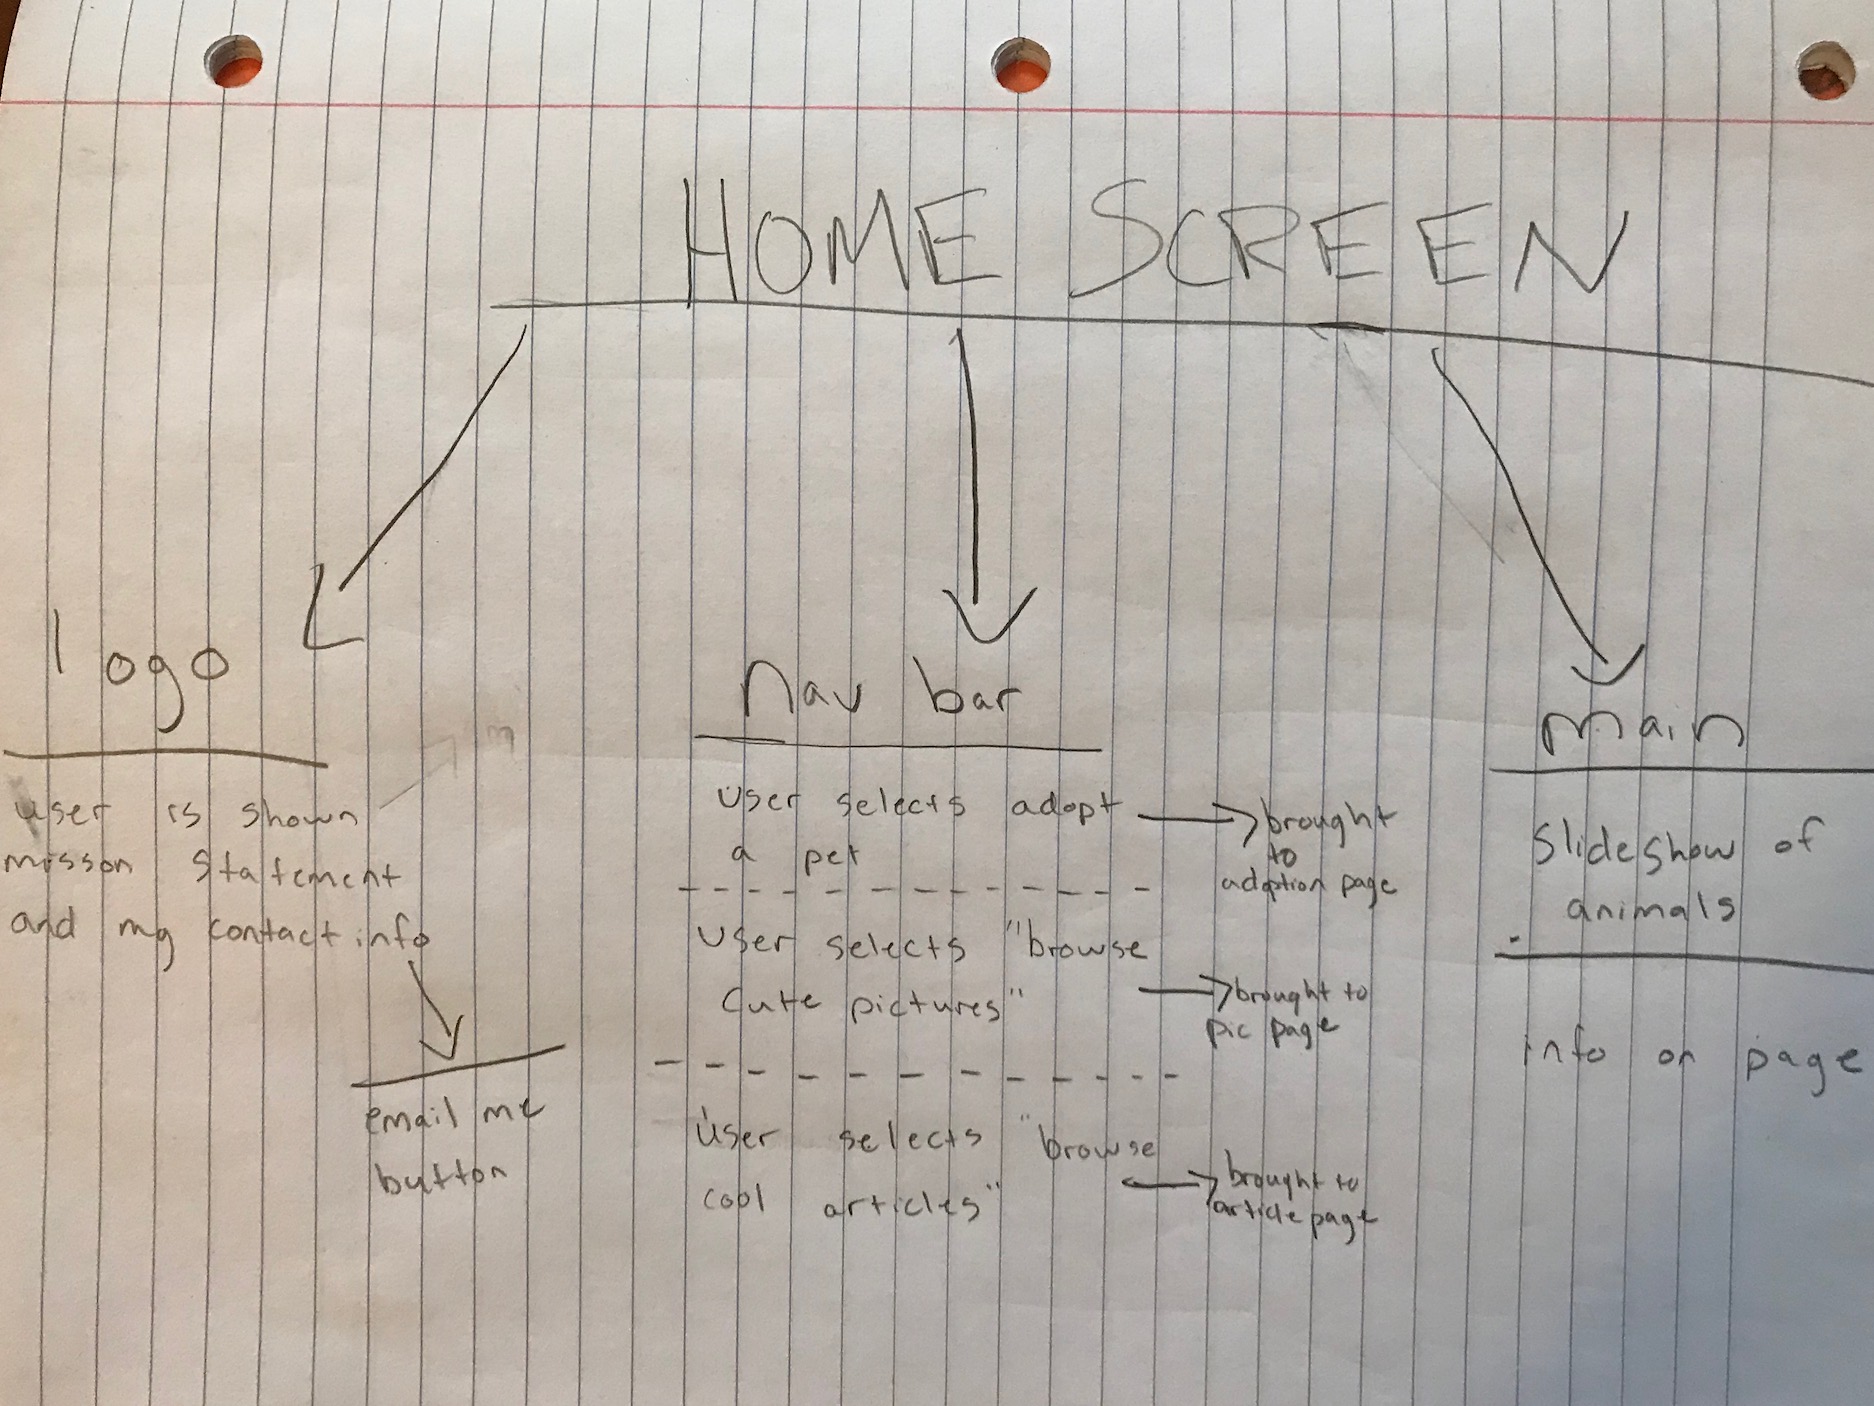 HOME SCREEN
logo
user is shown
misson statement
and my contact info
email me
button
nav bar
User selects adopt
a pet
brought
to
adoption page
User selects "browse
Cute pictures"
brought to
pic page
User selects "browse
cool articles"
brought to
article page
main
Slideshow of
animals
info on page